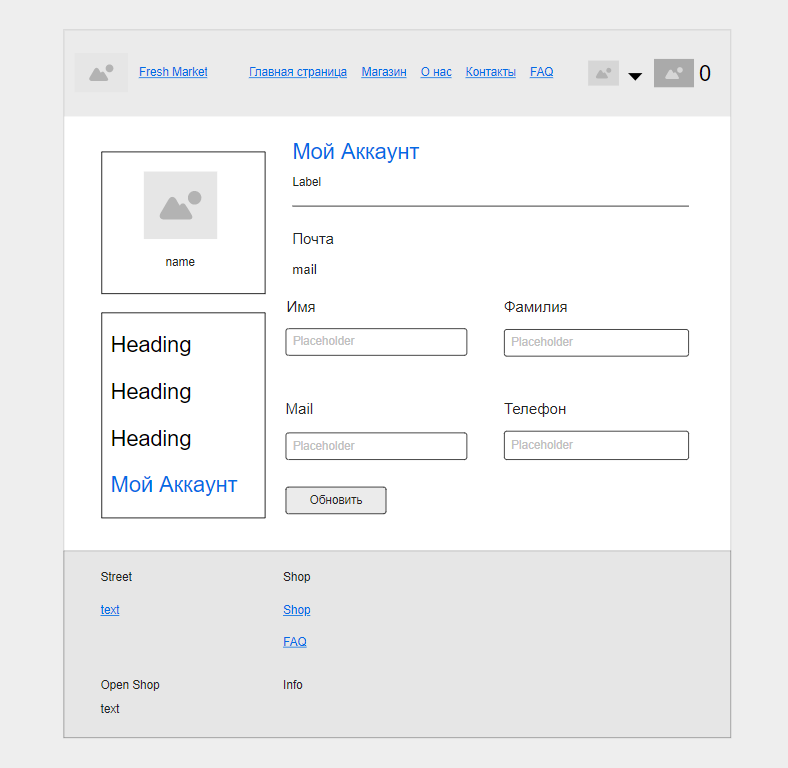 Fresh Market Главная страница Магазин О нас Контакты FAQ 0
name
Heading
Heading
Heading
Мой Аккаунт
Мой Аккаунт
Label
Почта
mail
Имя Фамилия
Placeholder Placeholder
Mail Телефон
Placeholder Placeholder
Обновить
Street Shop
text Shop
FAQ
Open Shop Info
text